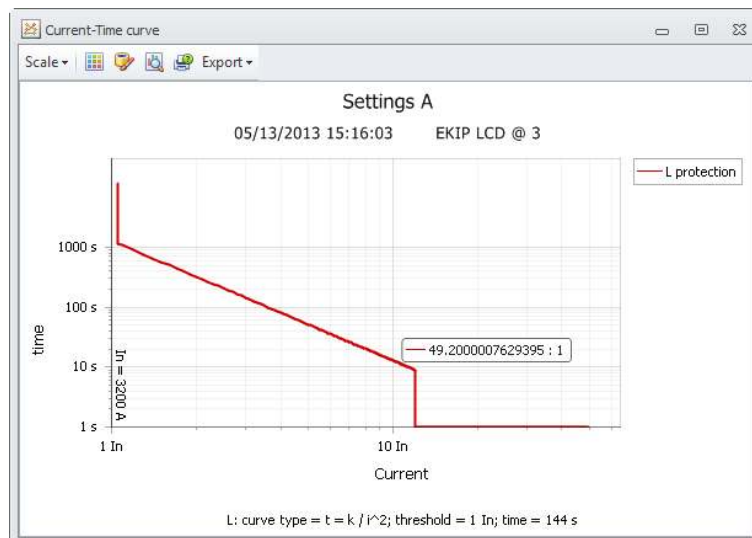 Current-Time curve
Scale Export
Settings A
05/13/2013 15:16:03 EKIP LCD @ 3
L protection
1000 s
100 s
10 s
1 s
time
In = 3200 A
49.2000007629395 : 1
1 In 10 In
Current
L: curve type = t = k / i^2; threshold = 1 In; time = 144 s